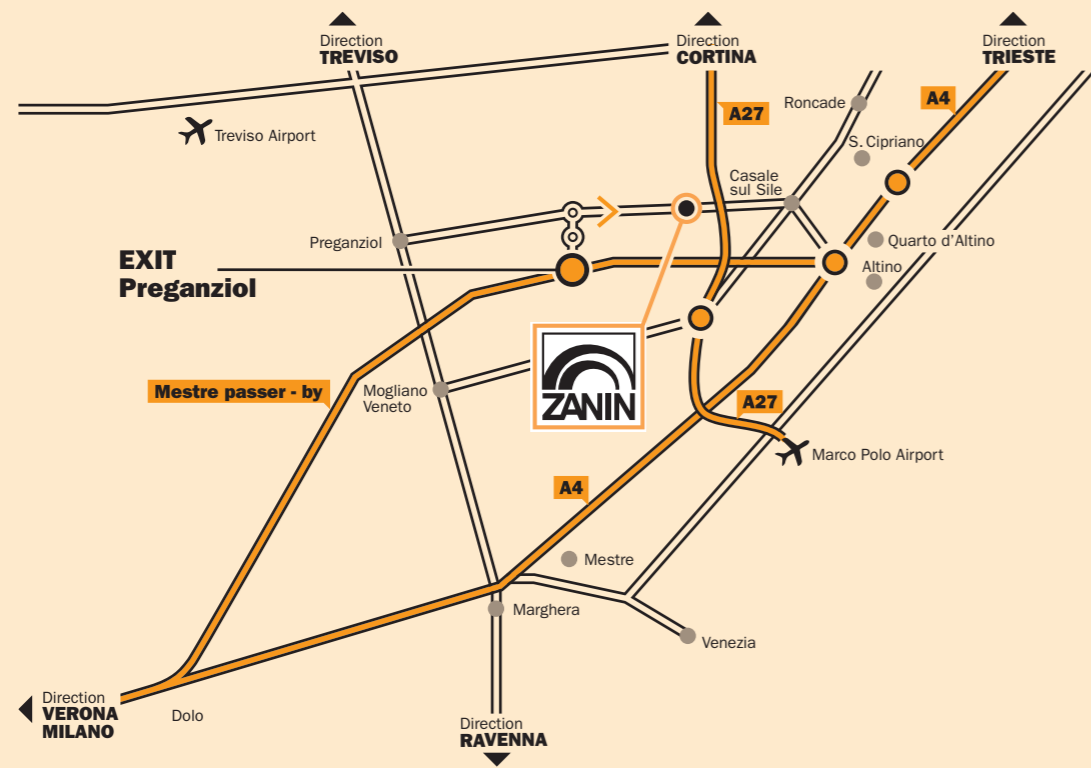 Direction
TREVISO
Direction
CORTINA
Direction
TRIESTE
A4
A27
Roncade
Treviso Airport
S. Cipriano
Casale
sul Sile
Preganziol
Quarto d'Altino
EXIT
Preganziol
Altino
Mestre passer - by
Mogliano
Veneto
ZANIN
A27
Marco Polo Airport
A4
Mestre
Marghera
Venezia
Direction
VERONA
MILANO
Dolo
Direction
RAVENNA